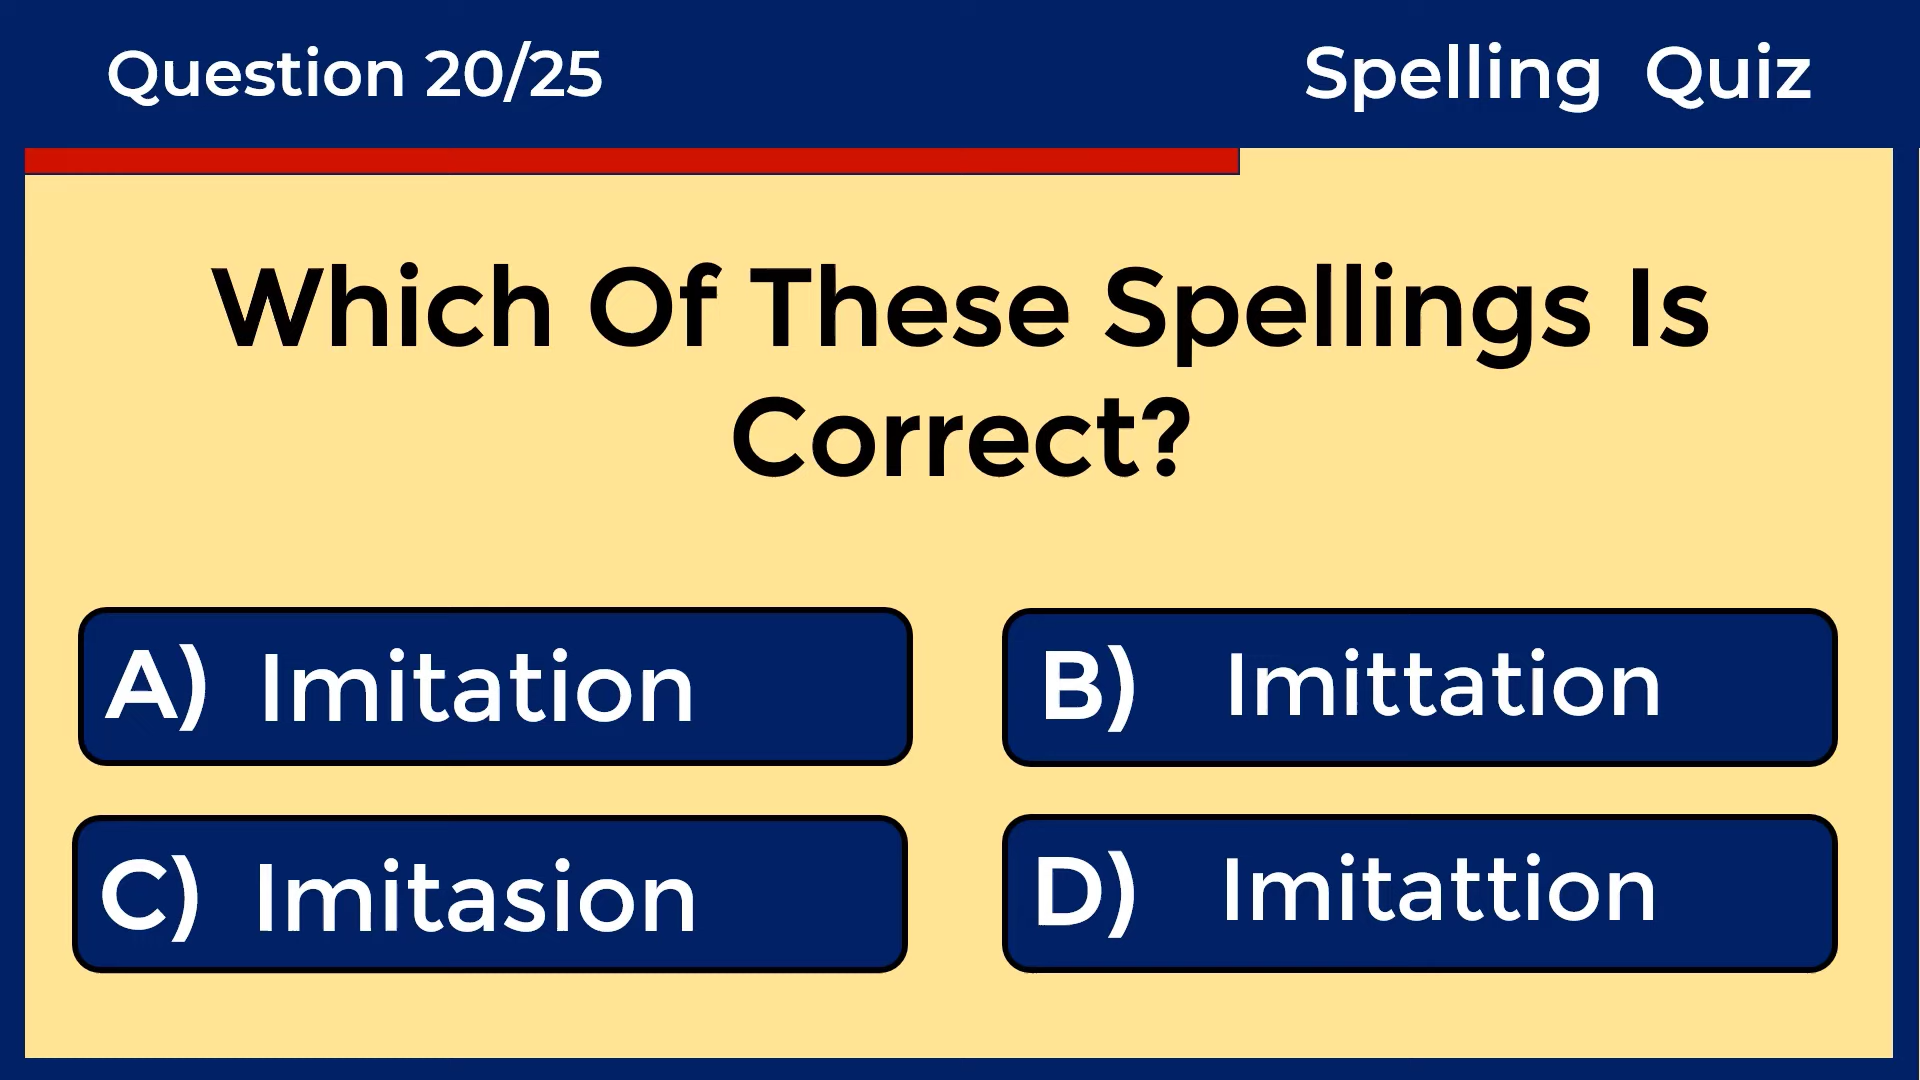 Question 20/25
Spelling Quiz
Which Of These Spellings Is
Correct?
A) Imitation
B) Imittation
C) Imitasion
D) Imitattion